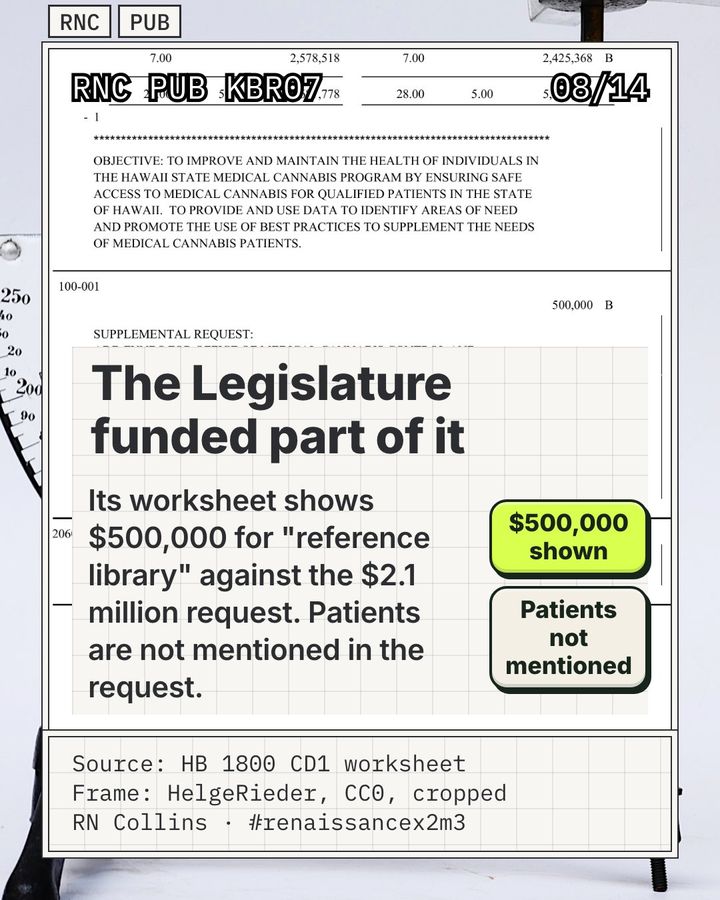 RNC PUB
7.00 2,578,518 7.00 2,425,368 B
RNC PUB KBR07 08/14
28.00 5.00
- 1
OBJECTIVE: TO IMPROVE AND MAINTAIN THE HEALTH OF INDIVIDUALS IN
THE HAWAII STATE MEDICAL CANNABIS PROGRAM BY ENSURING SAFE
ACCESS TO MEDICAL CANNABIS FOR QUALIFIED PATIENTS IN THE STATE
OF HAWAII. TO PROVIDE AND USE DATA TO IDENTIFY AREAS OF NEED
AND PROMOTE THE USE OF BEST PRACTICES TO SUPPLEMENT THE NEEDS
OF MEDICAL CANNABIS PATIENTS.
100-001
500,000 B
SUPPLEMENTAL REQUEST:
The Legislature
funded part of it
Its worksheet shows
$500,000 for "reference
library" against the $2.1
million request. Patients
are not mentioned in the
request.
$500,000
shown
Patients
not
mentioned
Source: HB 1800 CD1 worksheet
Frame: HelgeRieder, CC0, cropped
RN Collins · #renaissancex2m3
250
20
10
200
90